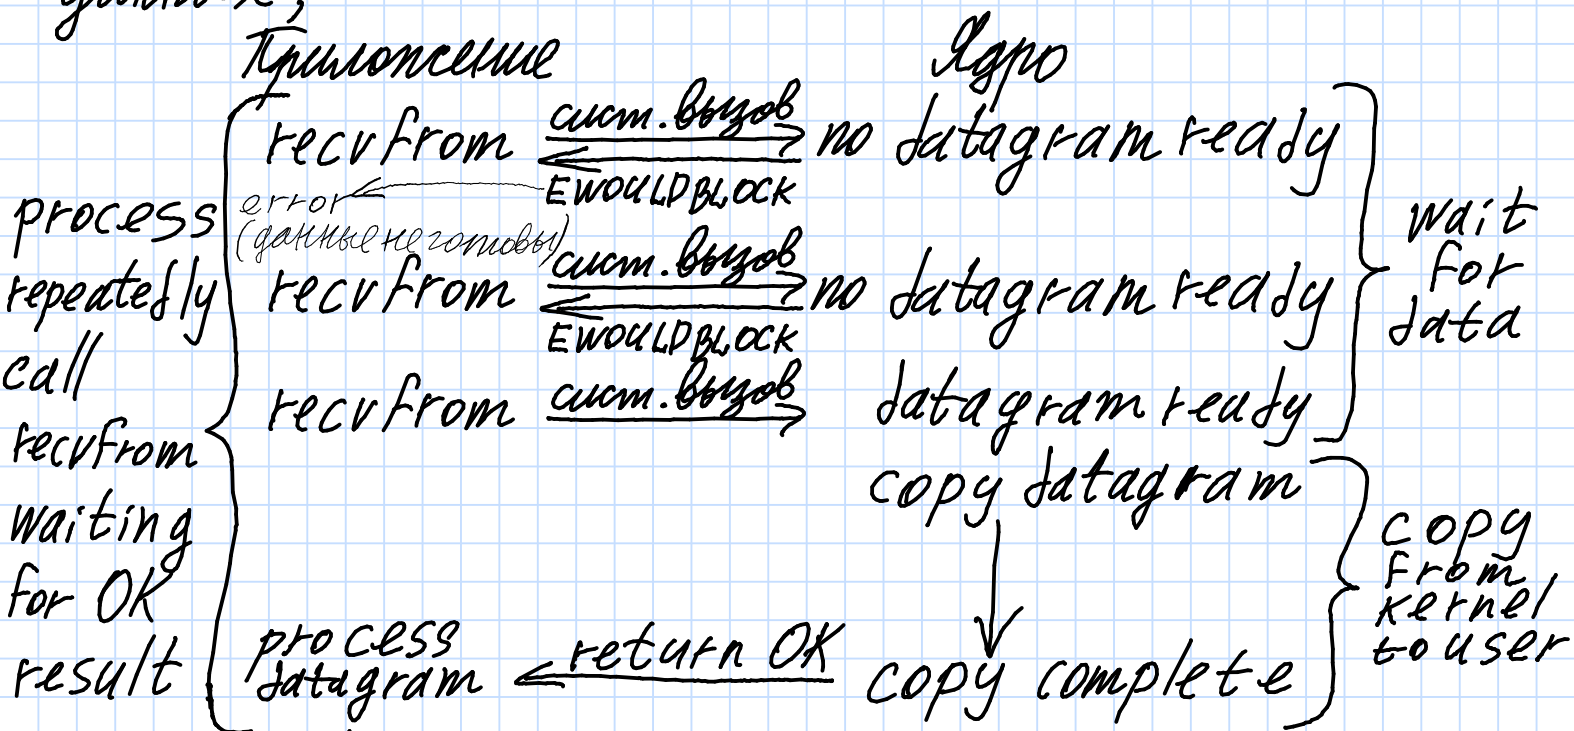 Приложение Ядро
recvfrom сист. вызов no datagram ready
EWOULDBLOCK
error
(данные не готовы)
recvfrom сист. вызов no datagram ready
EWOULDBLOCK
recvfrom сист. вызов datagram ready
copy datagram
process
datagram
return OK
copy complete
process
repeatedly
call
recvfrom
waiting
for OK
result
wait
for
data
copy
from
kernel
to user